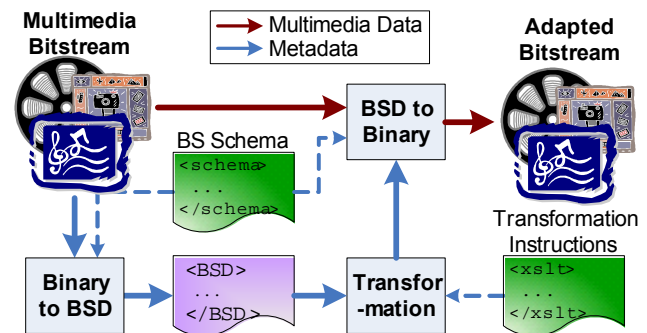 Multimedia
Bitstream
Multimedia Data
Metadata
Adapted
Bitstream
BSD to
Binary
BS Schema
<schema>
...
</schema>
Transformation
Instructions
Binary
to BSD
<BSD>
...
</BSD>
Transfor
-mation
<xslt>
...
</xslt>